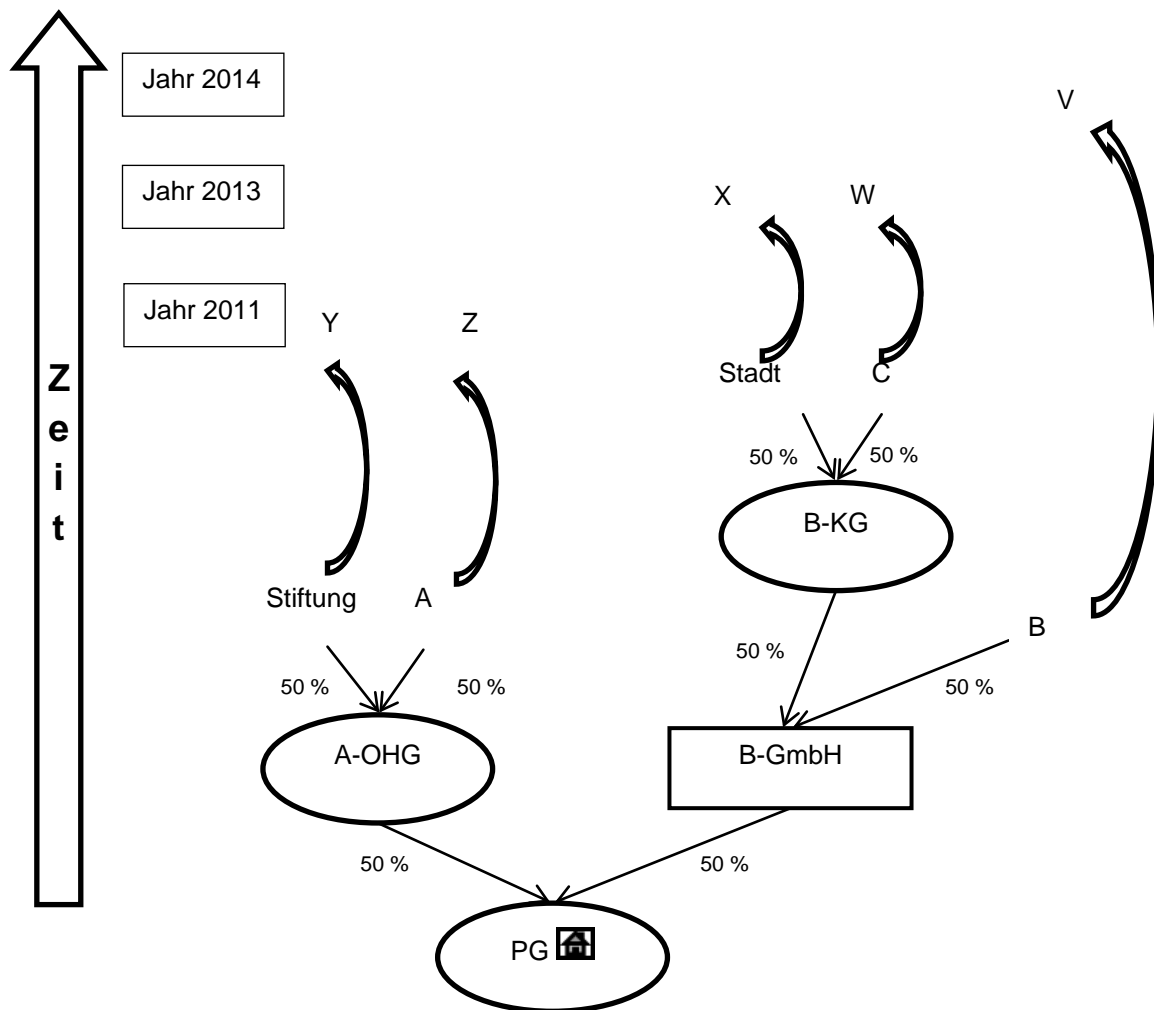 Jahr 2014
V
Jahr 2013
X
W
Jahr 2011
Y
Z
Zeit
Stadt
C
50 %
50 %
B-KG
Stiftung
A
B
50 %
50 %
50 %
50 %
A-OHG
B-GmbH
50 %
50 %
PG